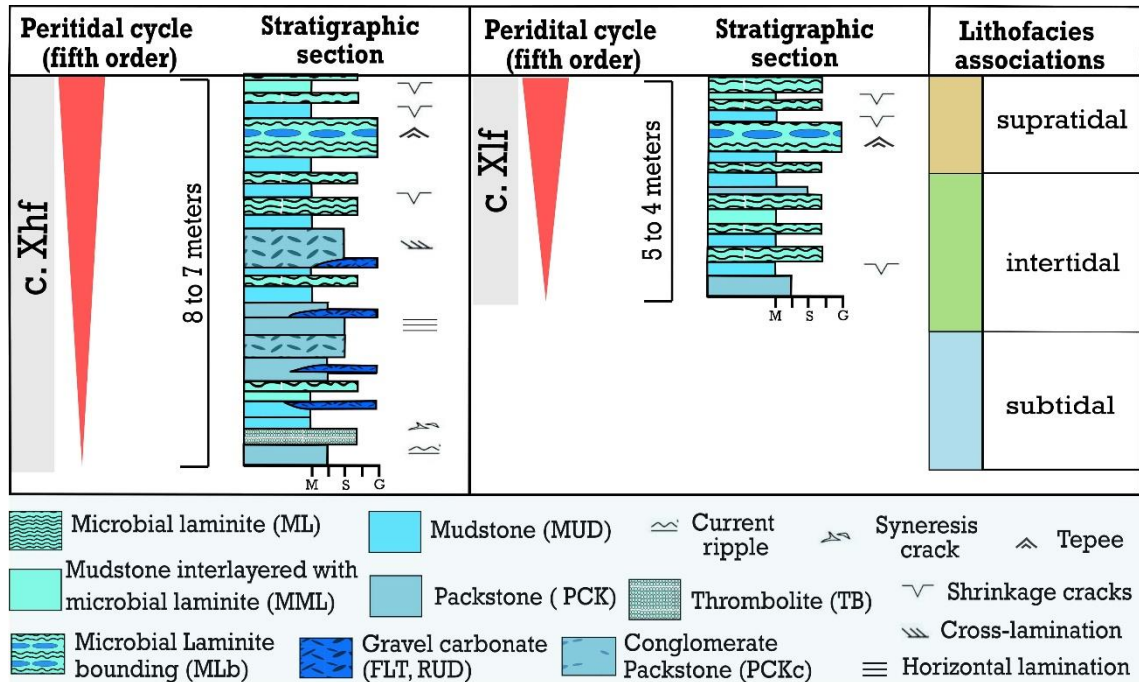 Peritidal cycle
(fifth order)
Stratigraphic
section
Peridital cycle
(fifth order)
Stratigraphic
section
Lithofacies
associations
C. Xhf
8 to 7 meters
M S G
C. Xlf
5 to 4 meters
M S G
supratidal
intertidal
subtidal
Microbial laminite (ML)
Mudstone (MUD)
Current
ripple
Syneresis
crack
Tepee
Mudstone interlayered with
microbial laminite (MML)
Packstone ( PCK)
Thrombolite (TB)
Shrinkage cracks
Microbial Laminite
bounding (MLb)
Gravel carbonate
(FLT, RUD)
Conglomerate
Packstone (PCKc)
Cross-lamination
Horizontal lamination